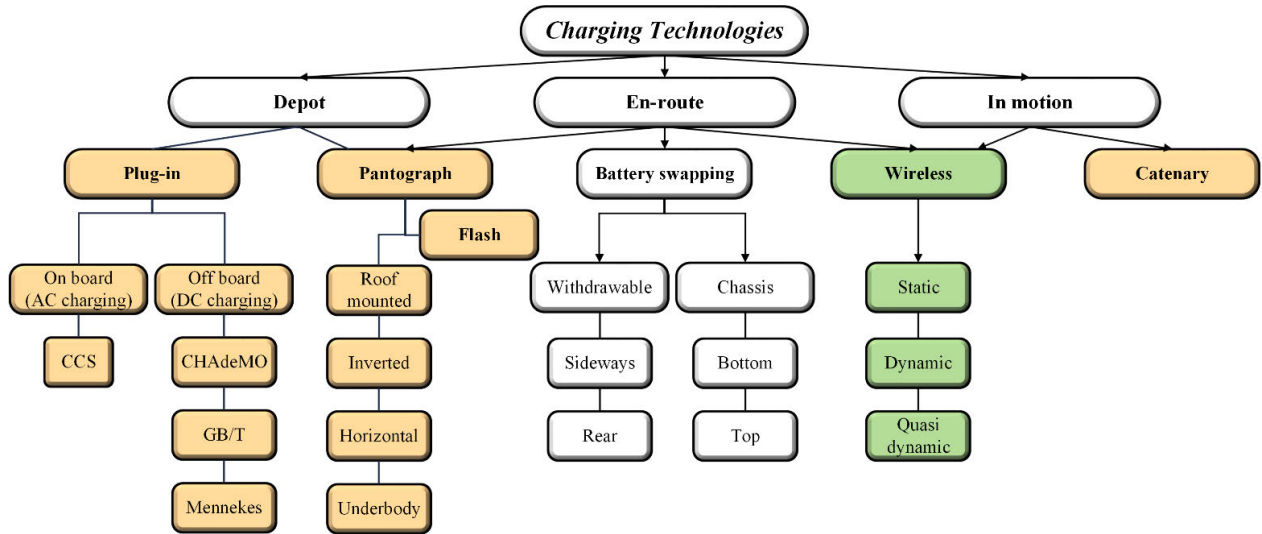 Charging Technologies
Depot
En-route
In motion
Plug-in
Pantograph
Battery swapping
Wireless
Catenary
Flash
On board
(AC charging)
Off board
(DC charging)
Roof
mounted
Withdrawable
Chassis
Static
CCS
CHAdeMO
Inverted
Sideways
Bottom
Dynamic
GB/T
Horizontal
Rear
Top
Quasi
dynamic
Mennekes
Underbody